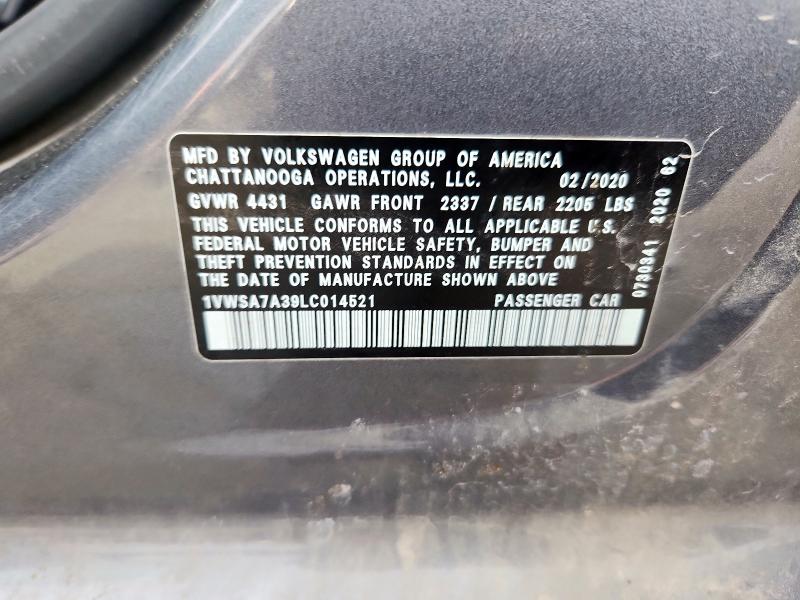 MFD BY VOLKSWAGEN GROUP OF AMERICA
CHATTANOOGA OPERATIONS, LLC. 02/2020
GVWR 4431 GAWR FRONT 2337 / REAR 2205 LBS
THIS VEHICLE CONFORMS TO ALL APPLICABLE U.S.
FEDERAL MOTOR VEHICLE SAFETY, BUMPER AND
THEFT PREVENTION STANDARDS IN EFFECT ON
THE DATE OF MANUFACTURE SHOWN ABOVE
1VWSA7A39LC014521 PASSENGER CAR
0730341 2020 62